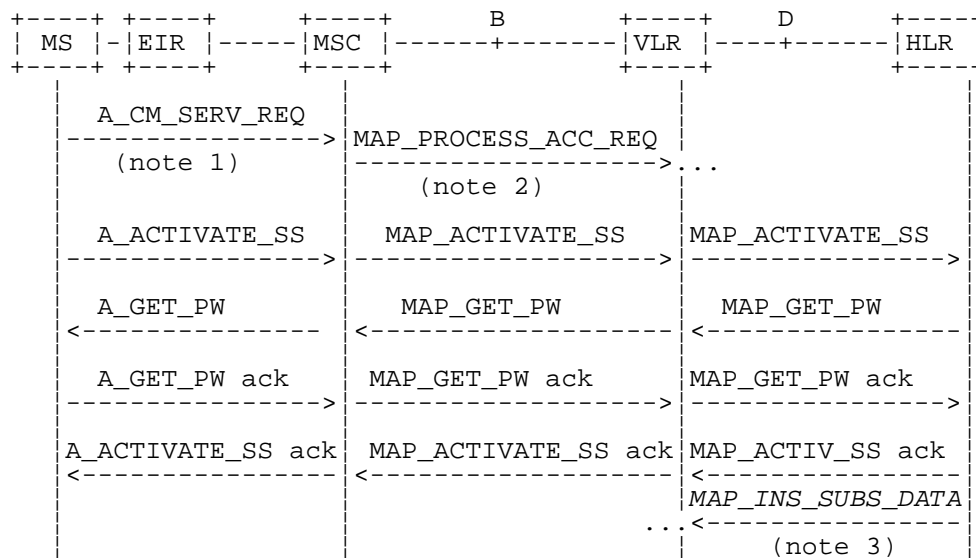 B D
MS EIR MSC VLR HLR
A_CM_SERV_REQ
MAP_PROCESS_ACC_REQ
(note 1) ...
(note 2)
A_ACTIVATE_SS MAP_ACTIVATE_SS MAP_ACTIVATE_SS
A_GET_PW MAP_GET_PW MAP_GET_PW
A_GET_PW ack MAP_GET_PW ack MAP_GET_PW ack
A_ACTIVATE_SS ack MAP_ACTIVATE_SS ack MAP_ACTIV_SS ack
MAP_INS_SUBS_DATA
...
(note 3)